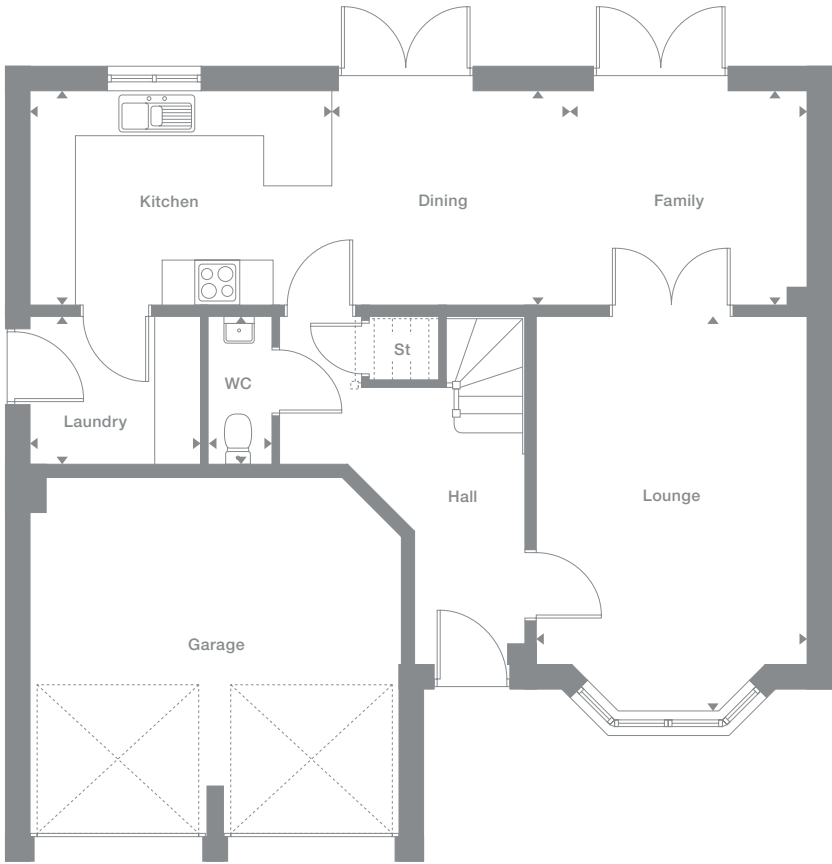 Kitchen
Dining
Family
St
WC
Laundry
Hall
Lounge
Garage